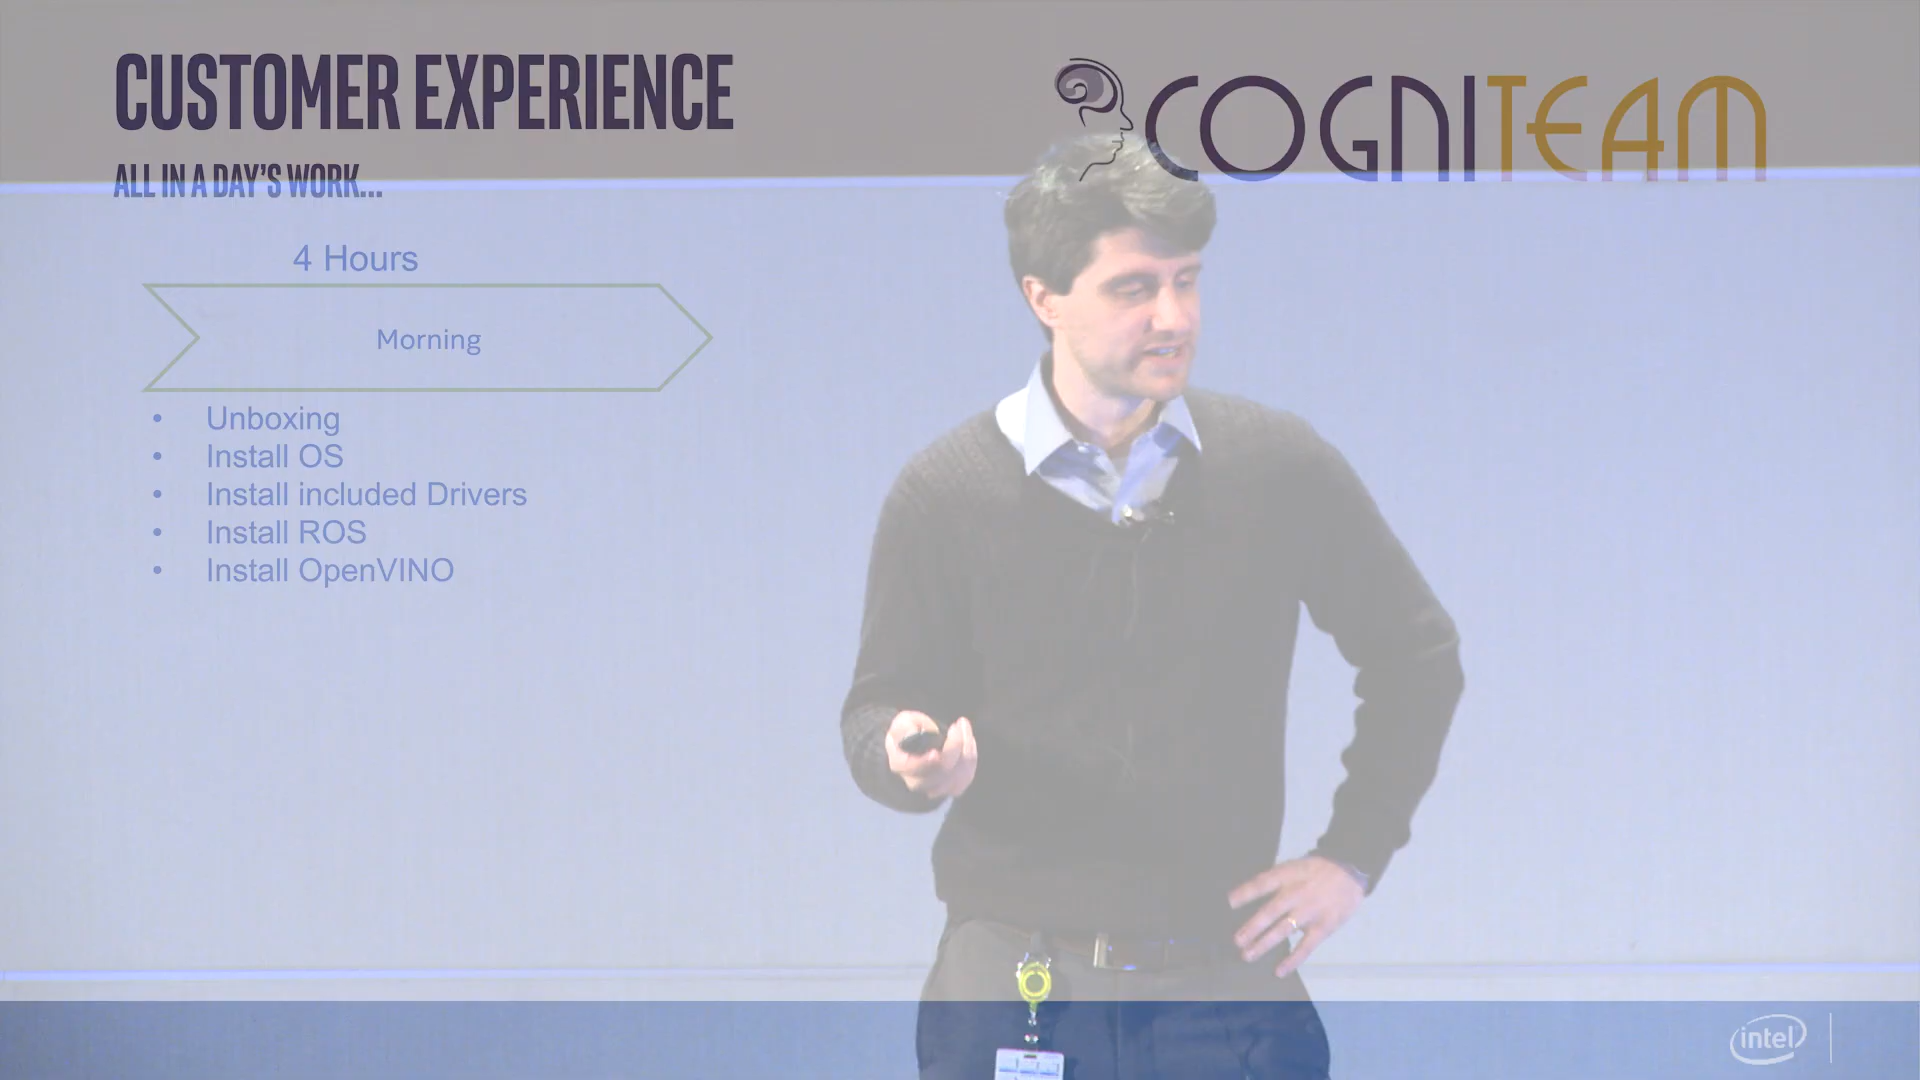 CUSTOMER EXPERIENCE
COGNITEAM
ALL IN A DAY'S WORK...
4 Hours
Morning
• Unboxing
• Install OS
• Install included Drivers
• Install ROS
• Install OpenVINO
intel